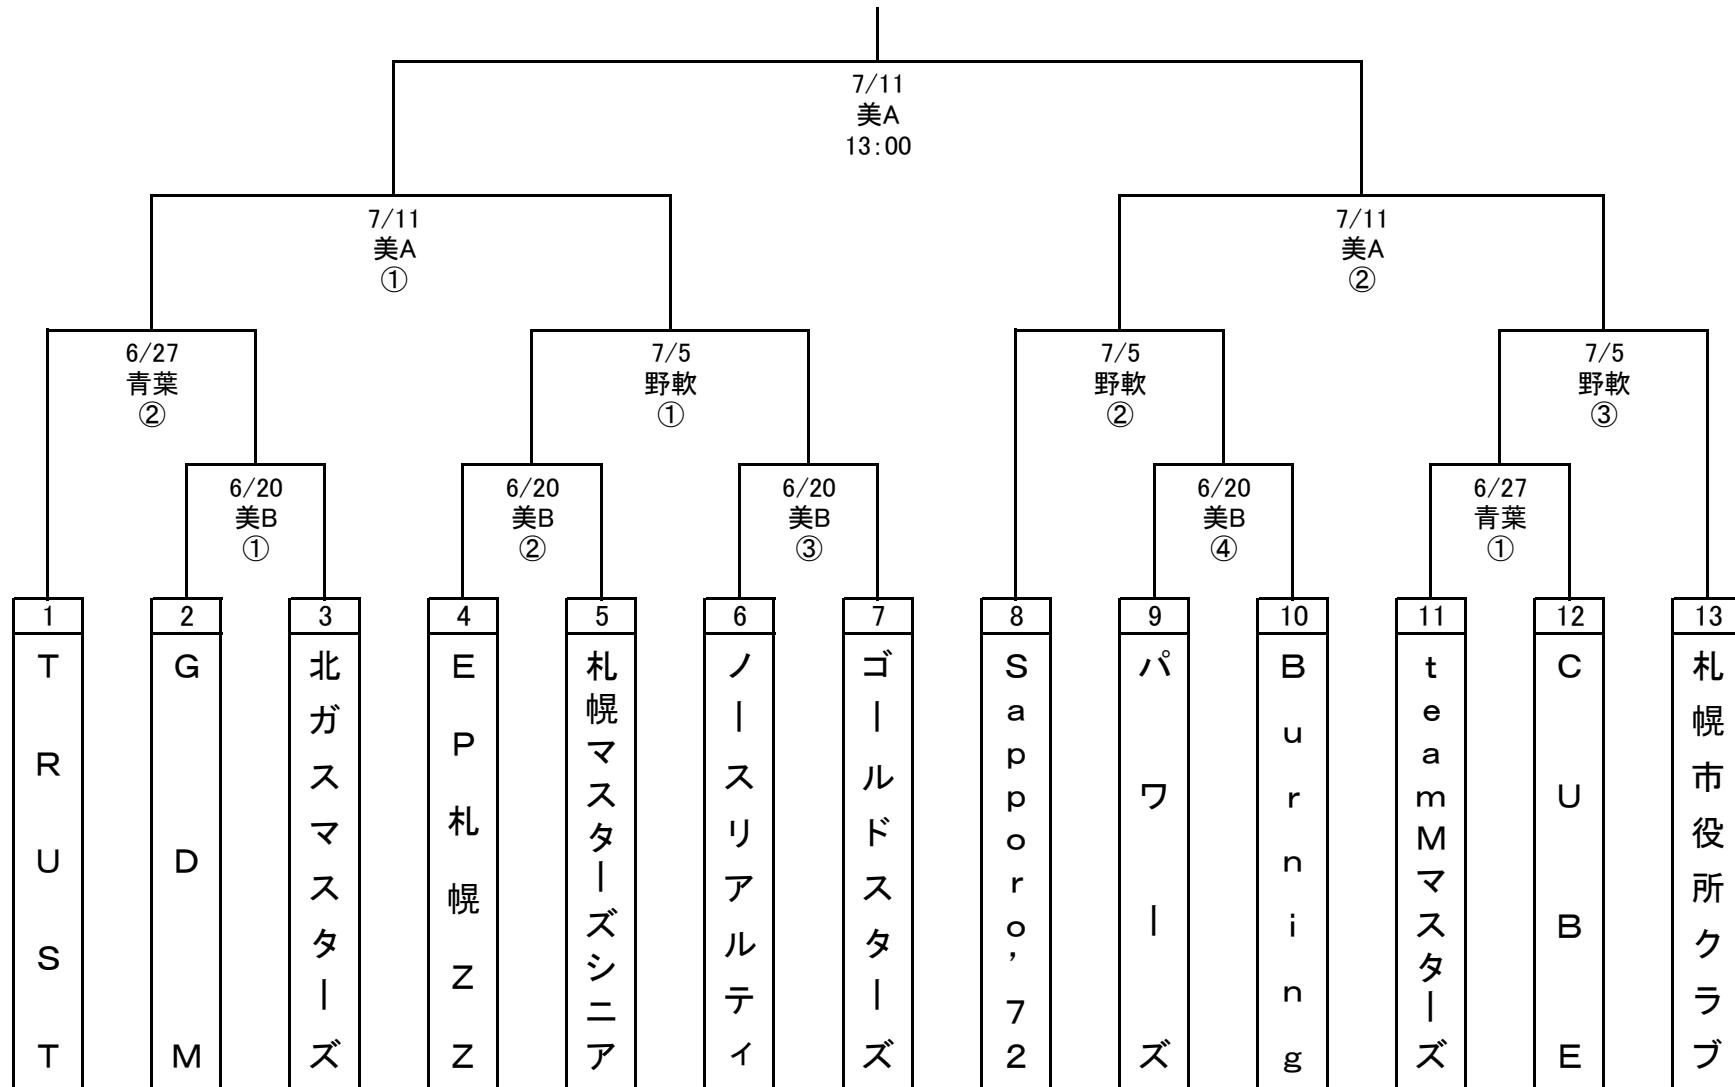 7/11
美A
13:00
7/11
美A
①
7/11
美A
②
6/27
青葉
②
7/5
野軟
①
7/5
野軟
②
7/5
野軟
③
6/20
美B
①
6/20
美B
②
6/20
美B
③
6/20
美B
④
6/27
青葉
①
1
TRUST
2
GDM
3
北ガスマスターズ
4
EP札幌ZZ
5
札幌マスターズシニア
6
ノースリアルティ
7
ゴールドスターズ
8
Sapporo’72
9
パワーズ
10
Burning
11
teamMマスターズ
12
CUBE
13
札幌市役所クラブ